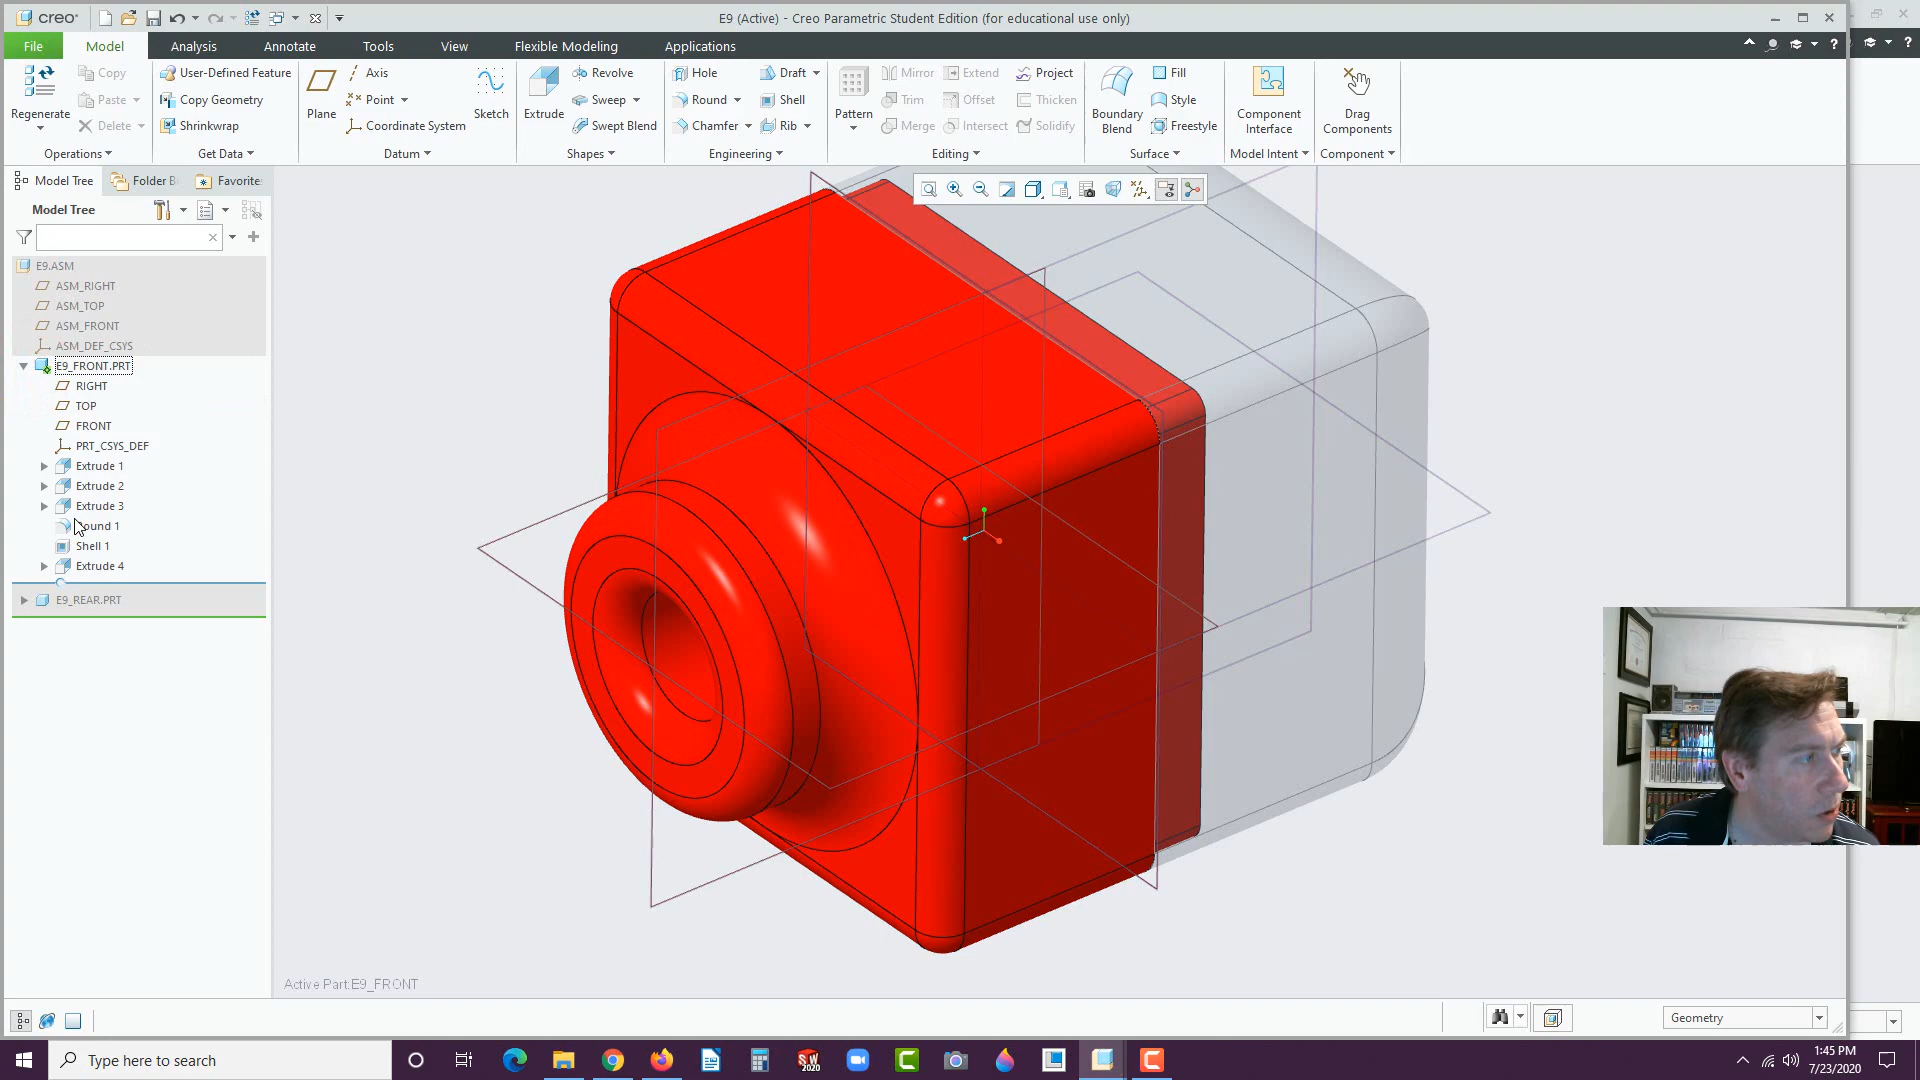 creo
E9 (Active) - Creo Parametric Student Edition (for educational use only)
File
Model
Analysis
Annotate
Tools
View
Flexible Modeling
Applications
Regenerate
Copy
Paste
Delete
Operations
User-Defined Feature
Copy Geometry
Shrinkwrap
Get Data
Plane
Axis
Point
Coordinate System
Sketch
Datum
Extrude
Revolve
Sweep
Swept Blend
Shapes
Hole
Round
Chamfer
Draft
Shell
Rib
Engineering
Pattern
Mirror
Trim
Merge
Extend
Offset
Intersect
Project
Thicken
Solidify
Editing
Boundary Blend
Fill
Style
Freestyle
Surface
Component Interface
Model Intent
Drag Components
Component
Model Tree
Folder B
Favorite
Model Tree
E9.ASM
ASM_RIGHT
ASM_TOP
ASM_FRONT
ASM_DEF_CSYS
E9_FRONT.PRT
RIGHT
TOP
FRONT
PRT_CSYS_DEF
Extrude 1
Extrude 2
Extrude 3
ound 1
Shell 1
Extrude 4
E9_REAR.PRT
Active Part:E9_FRONT
Geometry
Type here to search
SW
2020
1:45 PM
7/23/2020